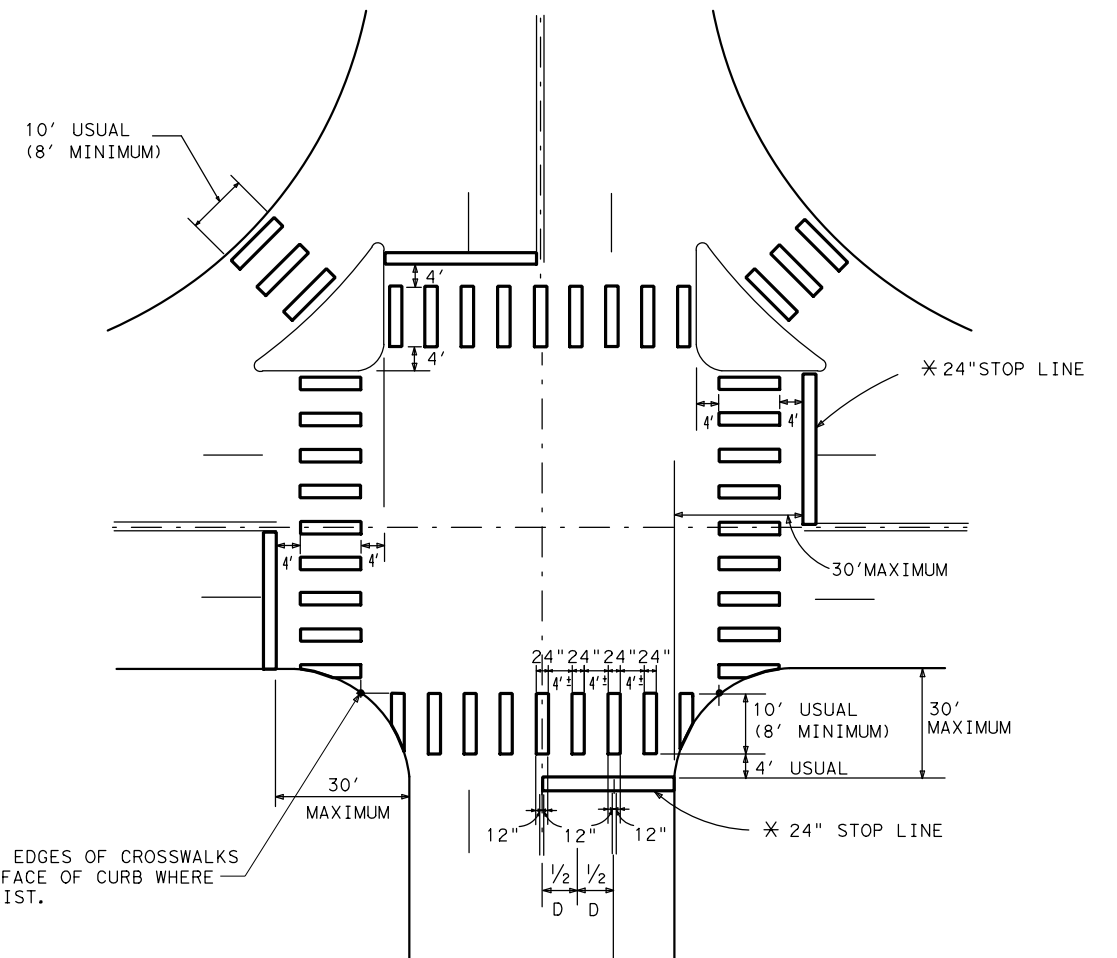 10' USUAL
(8' MINIMUM)
4'
4'
✳ 24"STOP LINE
4'
4'
4'
4'
30'MAXIMUM
24" 24" 24" 24"
4'± 4'± 4'±
10' USUAL
(8' MINIMUM)
30'
MAXIMUM
4' USUAL
30'
MAXIMUM
12" 12" 12"
✳ 24" STOP LINE
EDGES OF CROSSWALKS
FACE OF CURB WHERE
IST.
1/2 1/2
D D